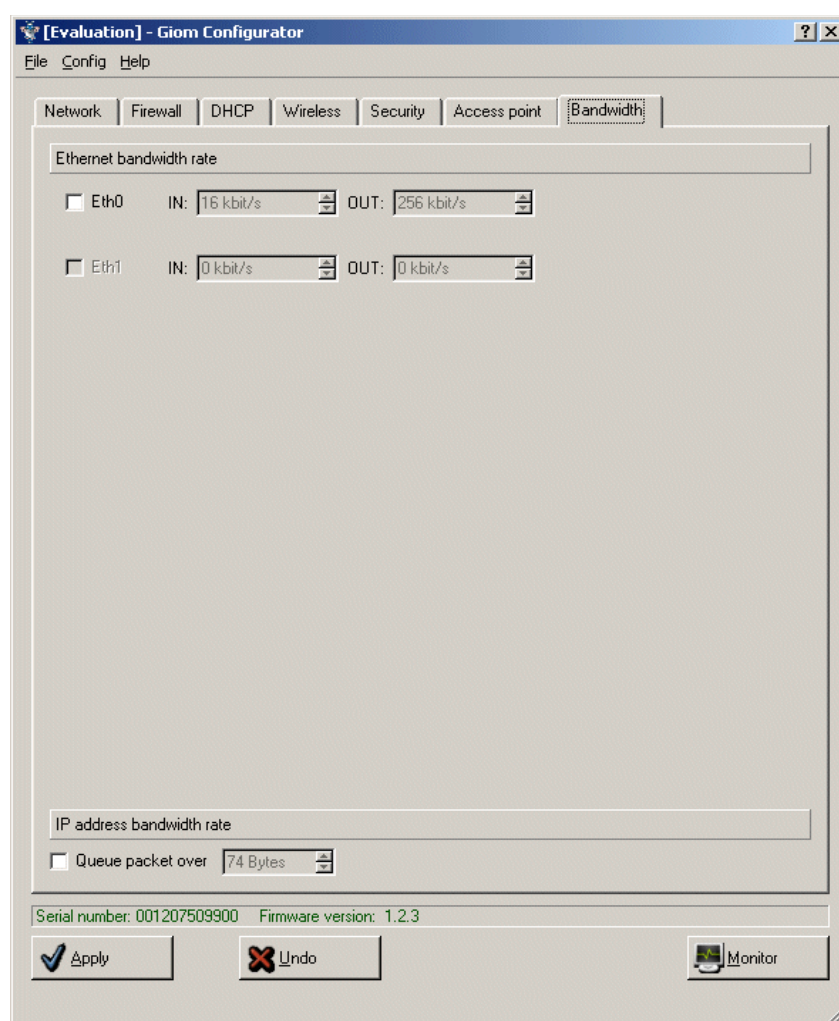 [Evaluation] - Giom Configurator
File Config Help
Network Firewall DHCP Wireless Security Access point Bandwidth
Ethernet bandwidth rate
Eth0 IN: 16 kbit/s OUT: 256 kbit/s
Eth1 IN: 0 kbit/s OUT: 0 kbit/s
IP address bandwidth rate
Queue packet over 74 Bytes
Serial number: 001207509900 Firmware version: 1.2.3
Apply Undo Monitor